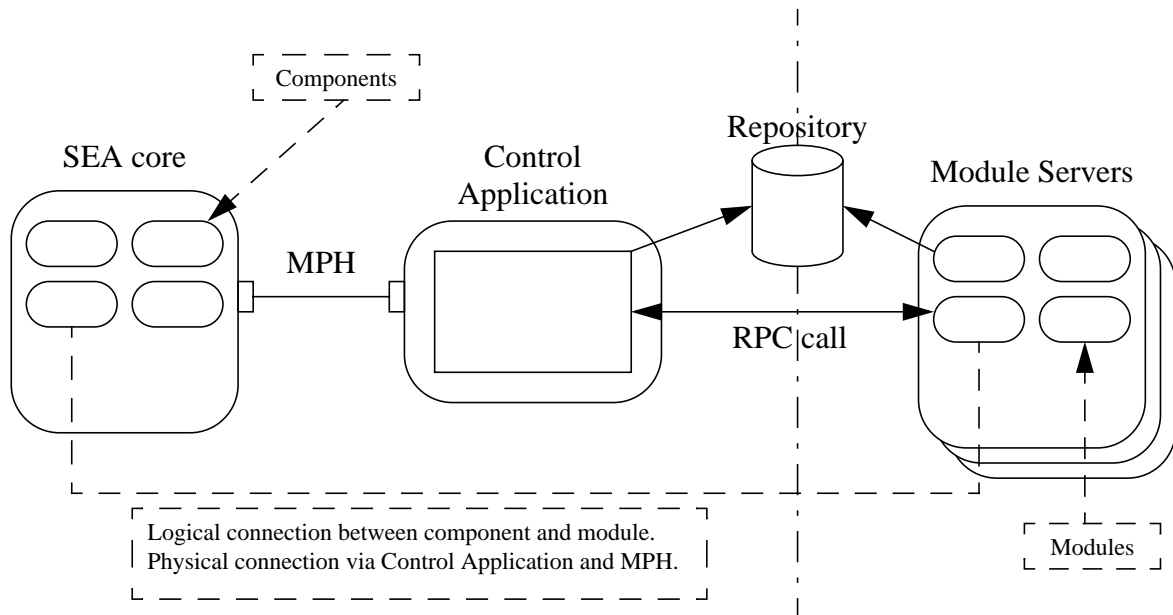 Components
Repository
SEA core
Control
Application
Module Servers
MPH
RPC call
Logical connection between component and module.
Physical connection via Control Application and MPH.
Modules